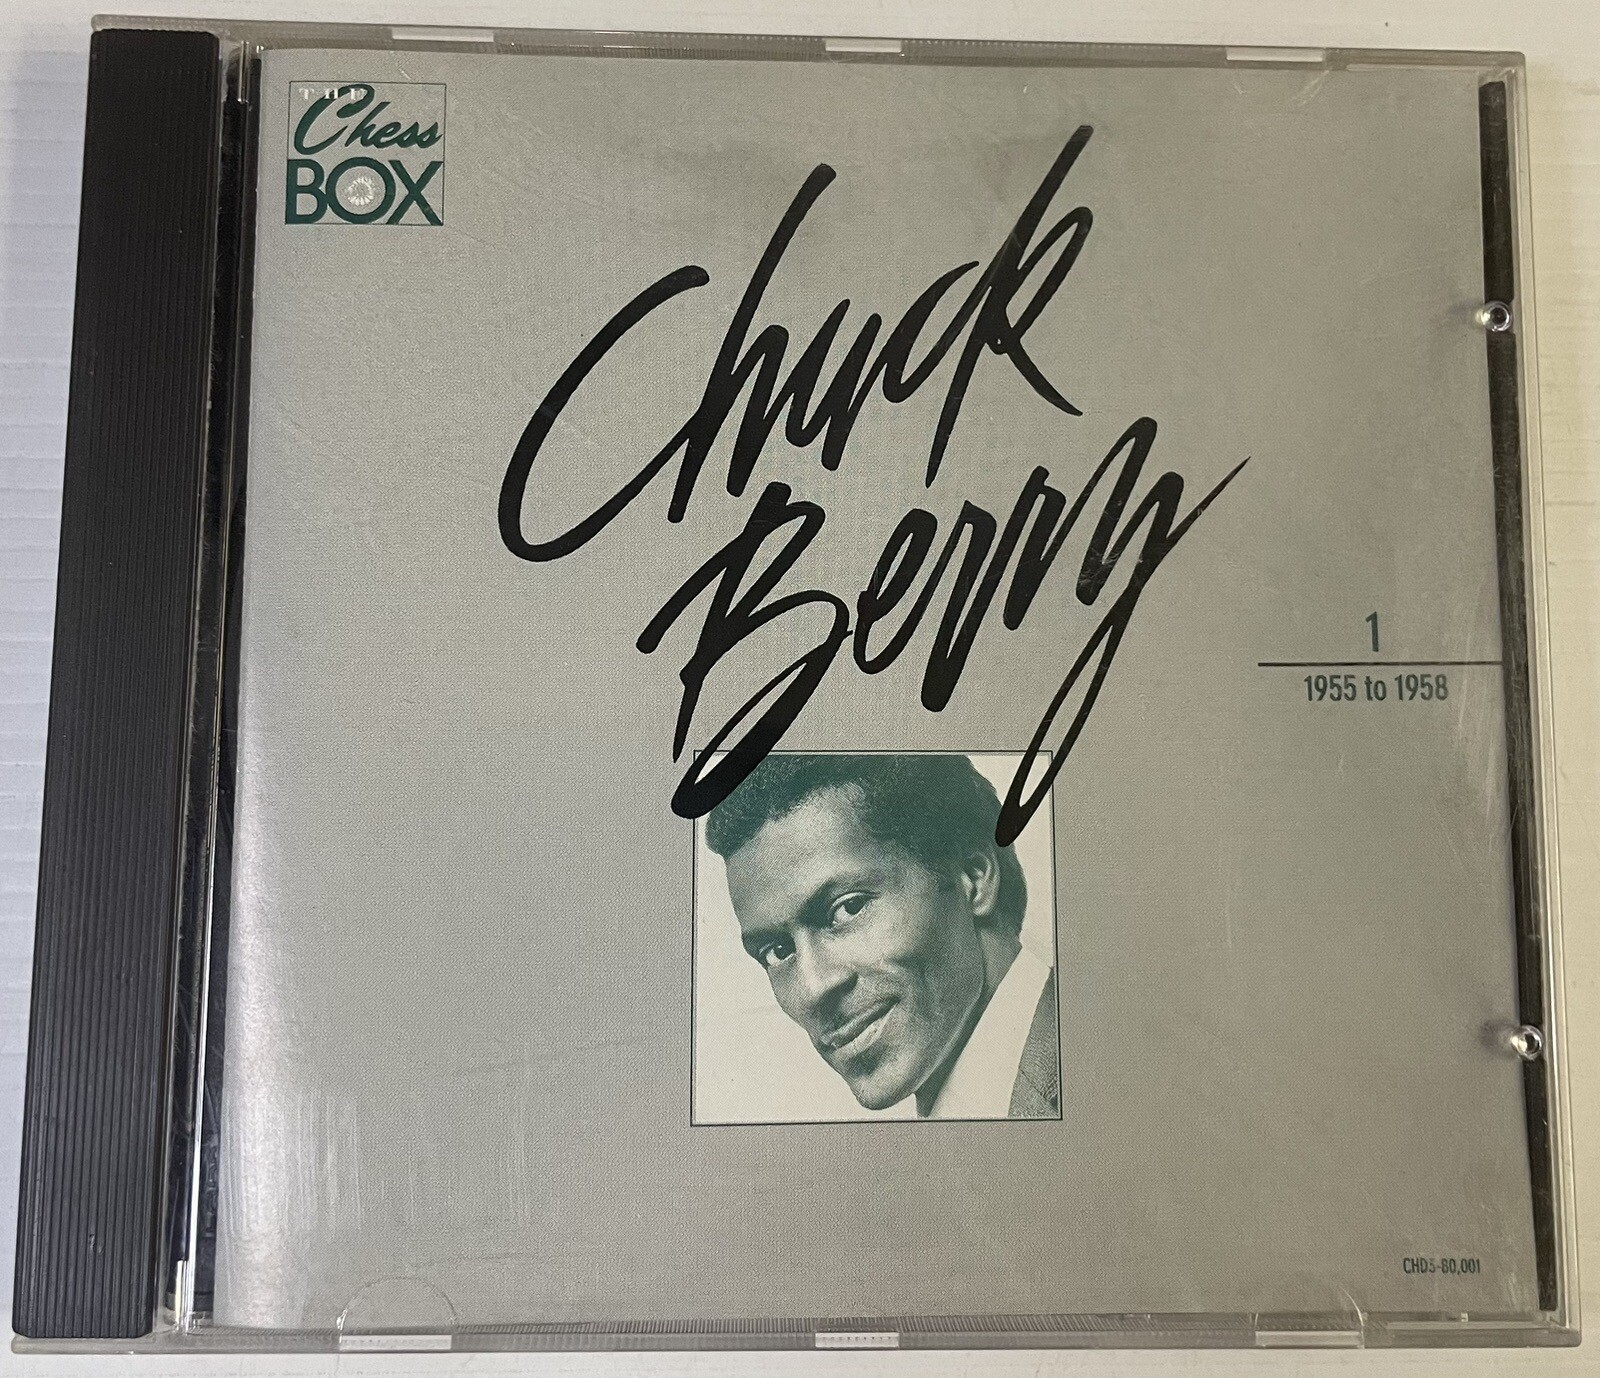 THE
Chess
BOX
Chuck
Berry
1
1955 to 1958
CHD3-80,001